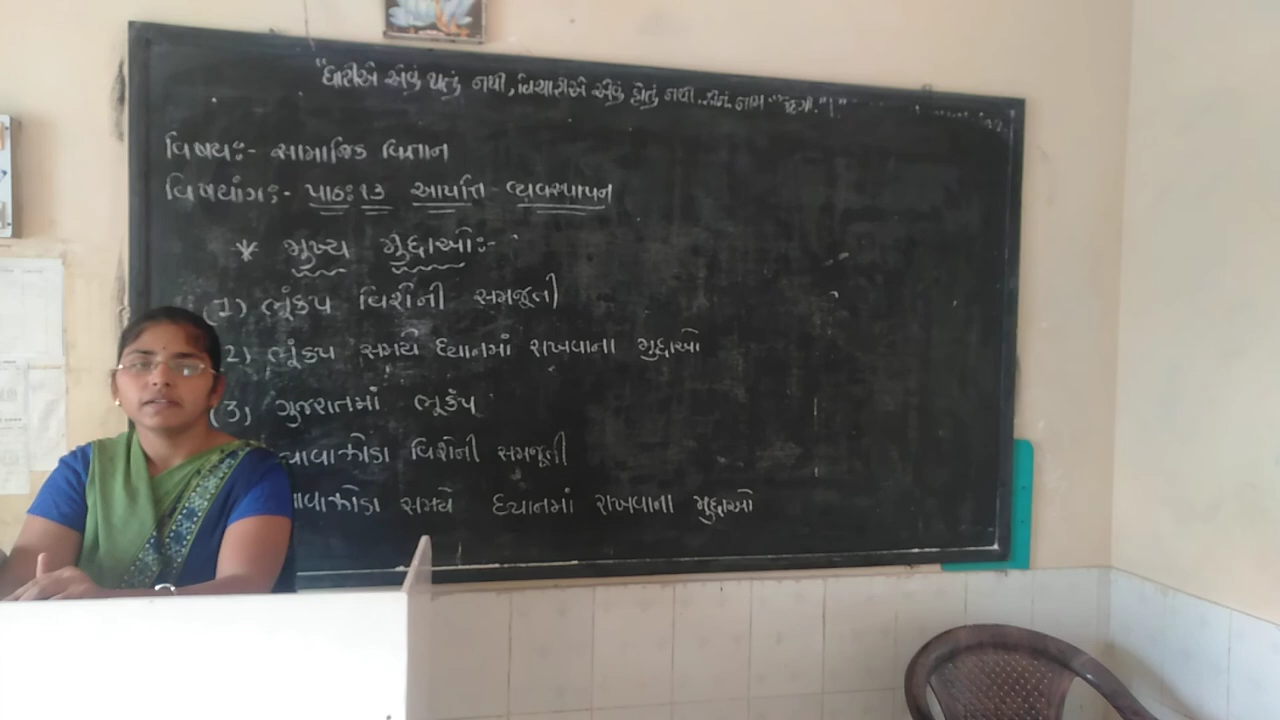 "ધારીએ એવું થતું નથી, વિચારીએ એવું હોતું નથી. નામ
વિષયઃ- સામાજિક વિજ્ઞાન
વિષયાંગઃ- પાઠઃ૧૩ આપત્તિ - વ્યવસ્થાપન
* મુખ્ય મુદ્દાઓઃ-
(1) ભૂંકંપ વિશેની સમજૂતી
2) ભૂંકંપ સમયે ધ્યાનમાં રાખવાના મુદ્દાઓ
(3) ગુજરાતમાં ભૂકંપ
વાવાઝોડા વિશેની સમજૂતી
વાવાઝોડા સમયે ધ્યાનમાં રાખવાના મુદ્દાઓ